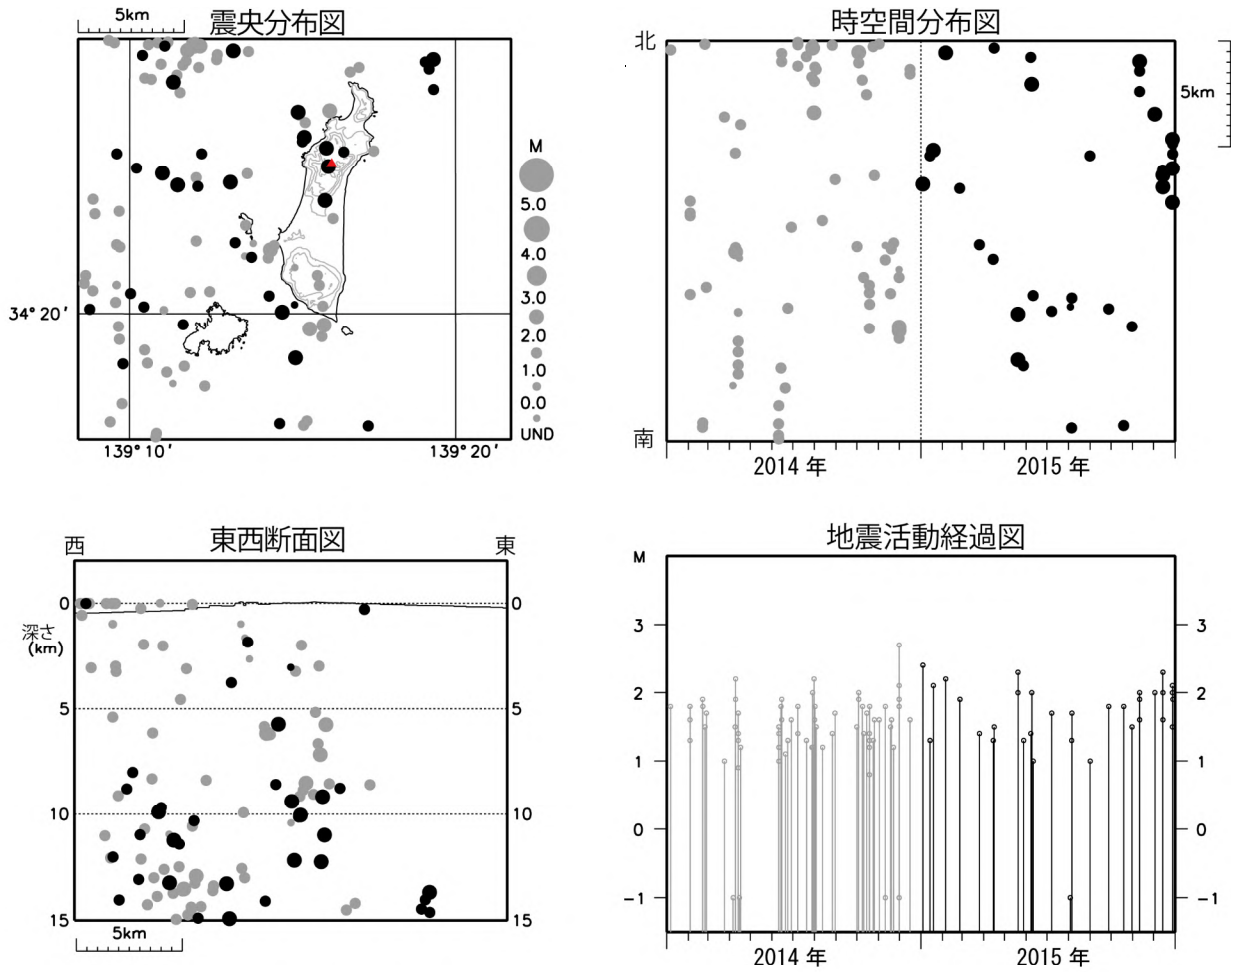 5km
震央分布図
M
5.0
4.0
3.0
2.0
1.0
0.0
UND
34° 20′
139° 10′
139° 20′
時空間分布図
北
南
5km
2014 年
2015 年
東西断面図
西
東
0
0
深さ
(km)
5
5
10
10
15
15
5km
地震活動経過図
M
3
3
2
2
1
1
0
0
−1
−1
2014 年
2015 年